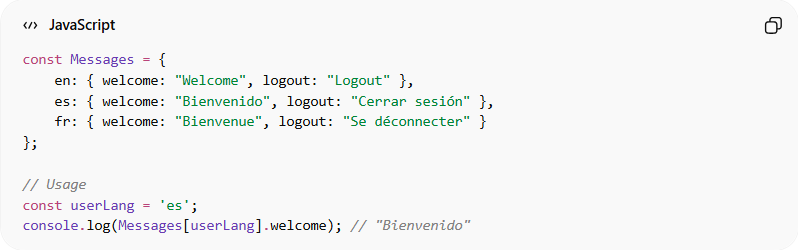 JavaScript
const Messages = {
    en: { welcome: "Welcome", logout: "Logout" },
    es: { welcome: "Bienvenido", logout: "Cerrar sesión" },
    fr: { welcome: "Bienvenue", logout: "Se déconnecter" }
};

// Usage
const userLang = 'es';
console.log(Messages[userLang].welcome); // "Bienvenido"